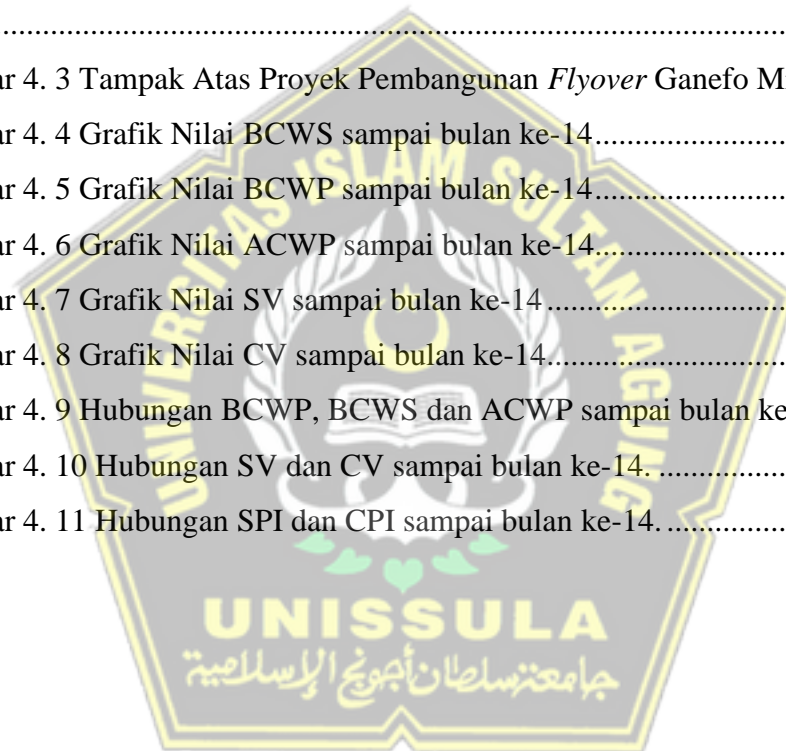 ar 4. 3 Tampak Atas Proyek Pembangunan Flyover Ganefo M
ar 4. 4 Grafik Nilai BCWS sampai bulan ke-14
ar 4. 5 Grafik Nilai BCWP sampai bulan ke-14
ar 4. 6 Grafik Nilai ACWP sampai bulan ke-14
ar 4. 7 Grafik Nilai SV sampai bulan ke-14
ar 4. 8 Grafik Nilai CV sampai bulan ke-14
ar 4. 9 Hubungan BCWP, BCWS dan ACWP sampai bulan ke
ar 4. 10 Hubungan SV dan CV sampai bulan ke-14.
ar 4. 11 Hubungan SPI dan CPI sampai bulan ke-14.
UNIVERSITAS ISLAM SULTAN AGUNG
UNISSULA
جامعتسلطان أجونج الإسلامية